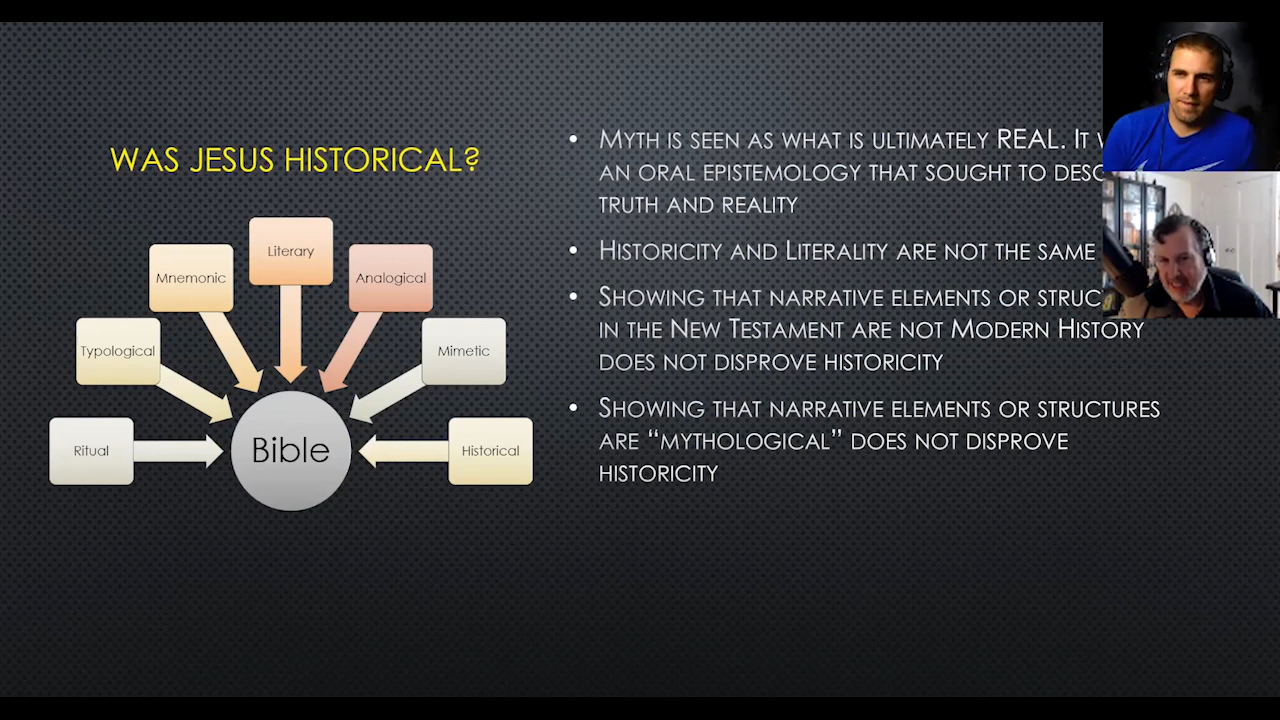 WAS JESUS HISTORICAL?
Literary
Mnemonic
Analogical
Typological
Mimetic
Ritual
Bible
Historical
• MYTH IS SEEN AS WHAT IS ULTIMATELY REAL. IT
AN ORAL EPISTEMOLOGY THAT SOUGHT TO
TRUTH AND REALITY
• HISTORICITY AND LITERALITY ARE NOT THE SAME
• SHOWING THAT NARRATIVE ELEMENTS OR
IN THE NEW TESTAMENT ARE NOT MODERN HISTORY
DOES NOT DISPROVE HISTORICITY
• SHOWING THAT NARRATIVE ELEMENTS OR STRUCTURES
ARE “MYTHOLOGICAL” DOES NOT DISPROVE
HISTORICITY